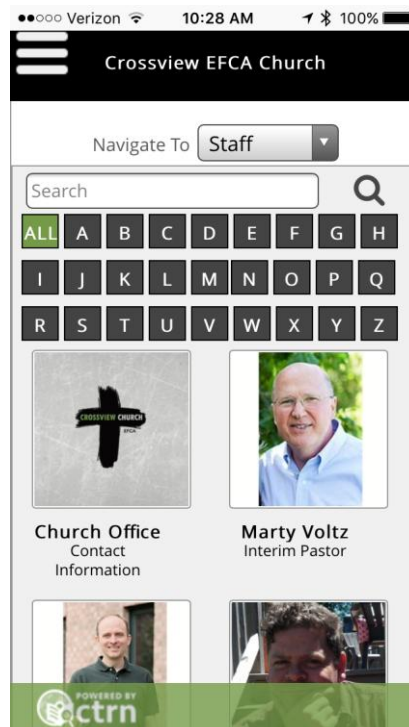 Verizon 10:28 AM 100%
Crossview EFCA Church
Navigate To Staff
Search
ALL A B C D E F G H
I J K L M N O P Q
R S T U V W X Y Z
CROSSVIEW CHURCH
EFCA
Church Office
Contact
Information
Marty Voltz
Interim Pastor
POWERED BY
ctrn